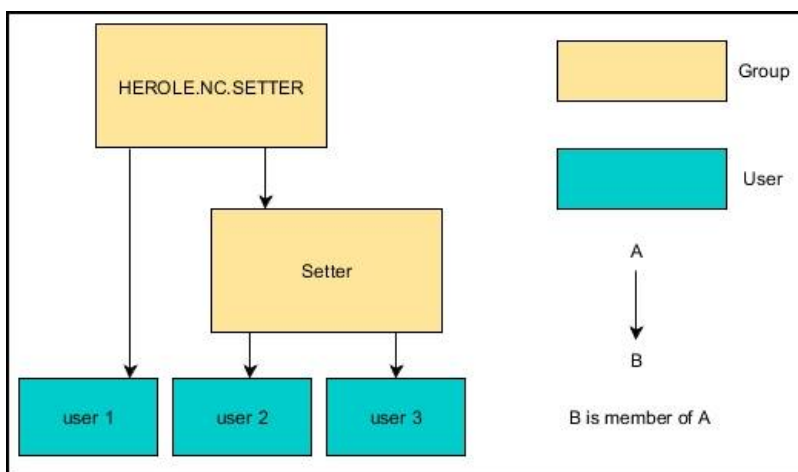 HEROLE.NC.SETTER
Group
User
Setter
A
B
user 1
user 2
user 3
B is member of A